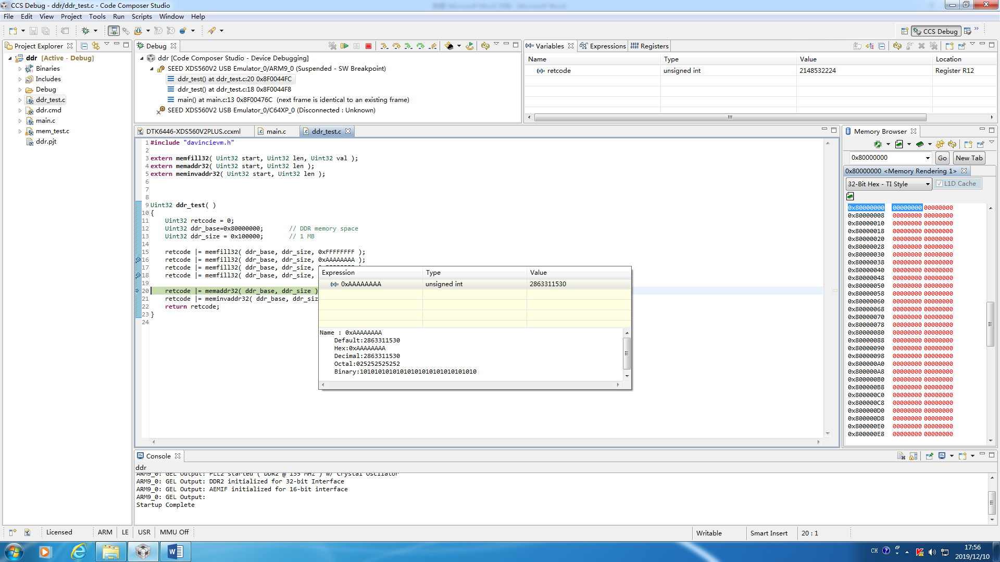 CCS Debug - ddr/ddr_test.c - Code Composer Studio
File Edit View Project Tools Run Scripts Window Help
CCS Debug
Project Explorer
ddr [Active - Debug]
Binaries
Includes
Debug
ddr_test.c
ddr.cmd
main.c
mem_test.c
ddr.pjt
Debug
ddr [Code Composer Studio - Device Debugging]
SEED XDS560V2 USB Emulator_0/ARM9_0 (Suspended - SW Breakpoint)
ddr_test() at ddr_test.c:20 0x8F0044FC
ddr_test() at ddr_test.c:18 0x8F0044F8
main() at main.c:13 0x8F00476C (next frame is identical to an existing frame)
SEED XDS560V2 USB Emulator_0/C64XP_0 (Disconnected : Unknown)
(x)= Variables Expressions Registers
Name Type Value Location
(x)= retcode unsigned int 2148532224 Register R12
DTK6446-XDS560V2PLUS.ccxml main.c ddr_test.c
1 #include "davincievm.h"
2
3 extern memfill32( Uint32 start, Uint32 len, Uint32 val );
4 extern memaddr32( Uint32 start, Uint32 len );
5 extern meminvaddr32( Uint32 start, Uint32 len );
6
7
8
9 Uint32 ddr_test( )
10 {
11 Uint32 retcode = 0;
12 Uint32 ddr_base=0x80000000; // DDR memory space
13 Uint32 ddr_size = 0x100000; // 1 MB
14
15 retcode |= memfill32( ddr_base, ddr_size, 0xFFFFFFFF );
16 retcode |= memfill32( ddr_base, ddr_size, 0xAAAAAAAA );
17 retcode |= memfill32( ddr_base, ddr_size,
18 retcode |= memfill32( ddr_base, ddr_size,
19
20 retcode |= memaddr32( ddr_base, ddr_size )
21 retcode |= meminvaddr32( ddr_base, ddr_siz
22 return retcode;
23 }
24
Expression Type Value
(x)= 0xAAAAAAAA unsigned int 2863311530
Name : 0xAAAAAAAA
Default:2863311530
Hex:0xAAAAAAAA
Decimal:2863311530
Octal:025252525252
Binary:10101010101010101010101010101010
Memory Browser
0x80000000 Go New Tab
0x80000000 <Memory Rendering 1>
32-Bit Hex - TI Style L1D Cache
0x80000000 00000000 00000000
0x80000008 00000000 00000000
0x80000010 00000000 00000000
0x80000018 00000000 00000000
0x80000020 00000000 00000000
0x80000028 00000000 00000000
0x80000030 00000000 00000000
0x80000038 00000000 00000000
0x80000040 00000000 00000000
0x80000048 00000000 00000000
0x80000050 00000000 00000000
0x80000058 00000000 00000000
0x80000060 00000000 00000000
0x80000068 00000000 00000000
0x80000070 00000000 00000000
0x80000078 00000000 00000000
0x80000080 00000000 00000000
0x80000088 00000000 00000000
0x80000090 00000000 00000000
0x80000098 00000000 00000000
0x800000A0 00000000 00000000
0x800000A8 00000000 00000000
0x800000B0 00000000 00000000
0x800000B8 00000000 00000000
0x800000C0 00000000 00000000
0x800000C8 00000000 00000000
0x800000D0 00000000 00000000
0x800000D8 00000000 00000000
0x800000E0 00000000 00000000
0x800000E8 00000000 00000000
Console
ddr
ARM9_0: GEL Output: PLL2 started ( DDR2 @ 135 MHz ) w/ Crystal Oscilator
ARM9_0: GEL Output: DDR2 initialized for 32-bit Interface
ARM9_0: GEL Output: AEMIF initialized for 16-bit interface
ARM9_0: GEL Output:
Startup Complete
Licensed ARM LE USR MMU Off Writable Smart Insert 20 : 1
CH 17:56
2019/12/10